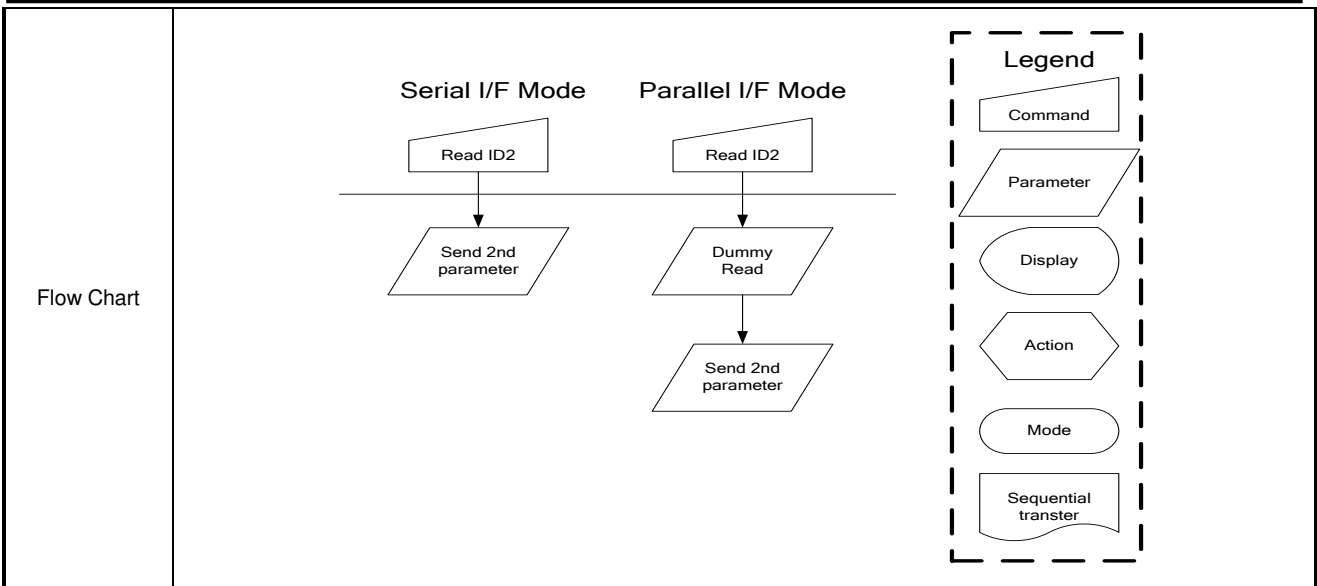 Flow Chart
Serial I/F Mode
Read ID2
Send 2nd
parameter
Parallel I/F Mode
Read ID2
Dummy
Read
Send 2nd
parameter
Legend
Command
Parameter
Display
Action
Mode
Sequential
transter